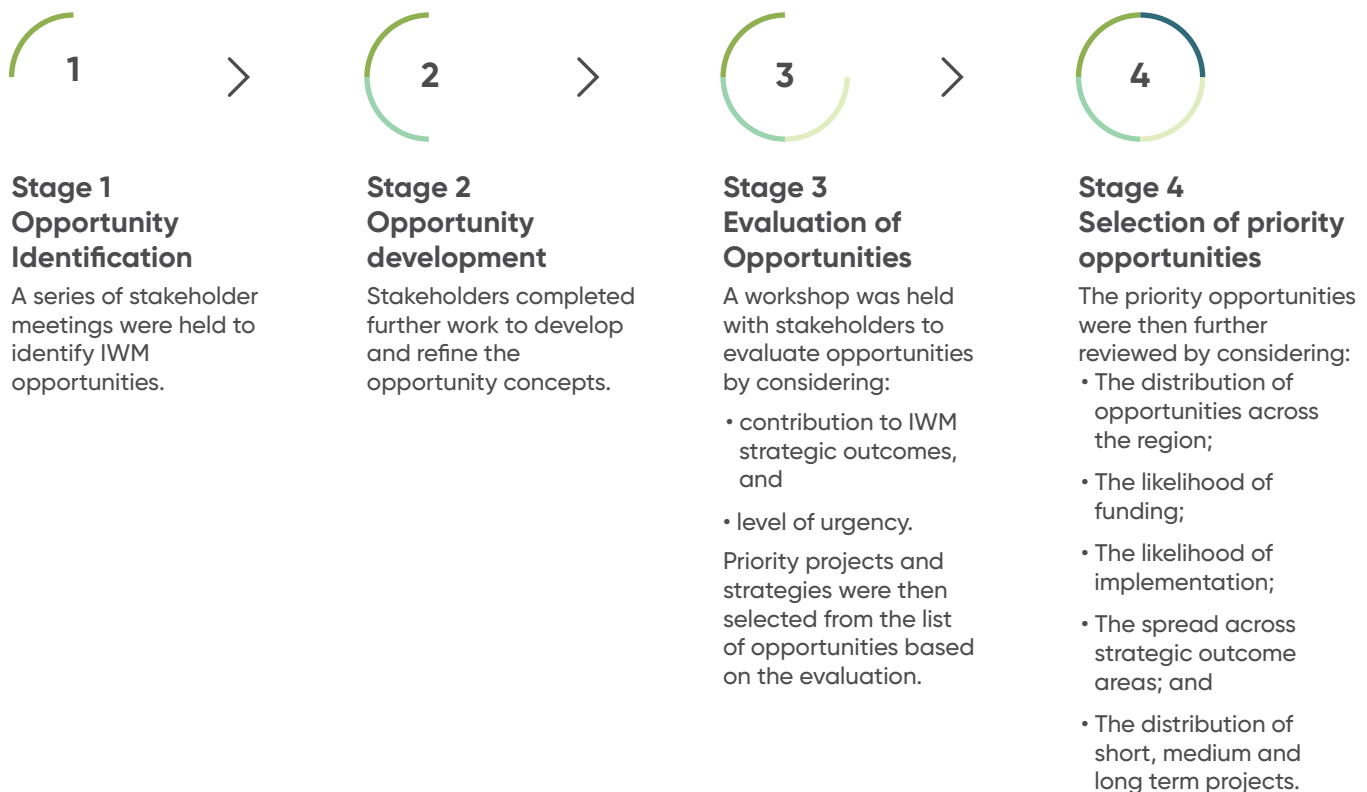 1
2
3
4
Stage 1
Opportunity
Identification
A series of stakeholder
meetings were held to
identify IWM
opportunities.
Stage 2
Opportunity
development
Stakeholders completed
further work to develop
and refine the
opportunity concepts.
Stage 3
Evaluation of
Opportunities
A workshop was held
with stakeholders to
evaluate opportunities
by considering:
• contribution to IWM
strategic outcomes,
and
• level of urgency.
Priority projects and
strategies were then
selected from the list
of opportunities based
on the evaluation.
Stage 4
Selection of priority
opportunities
The priority opportunities
were then further
reviewed by considering:
• The distribution of
opportunities across
the region;
• The likelihood of
funding;
• The likelihood of
implementation;
• The spread across
strategic outcome
areas; and
• The distribution of
short, medium and
long term projects.